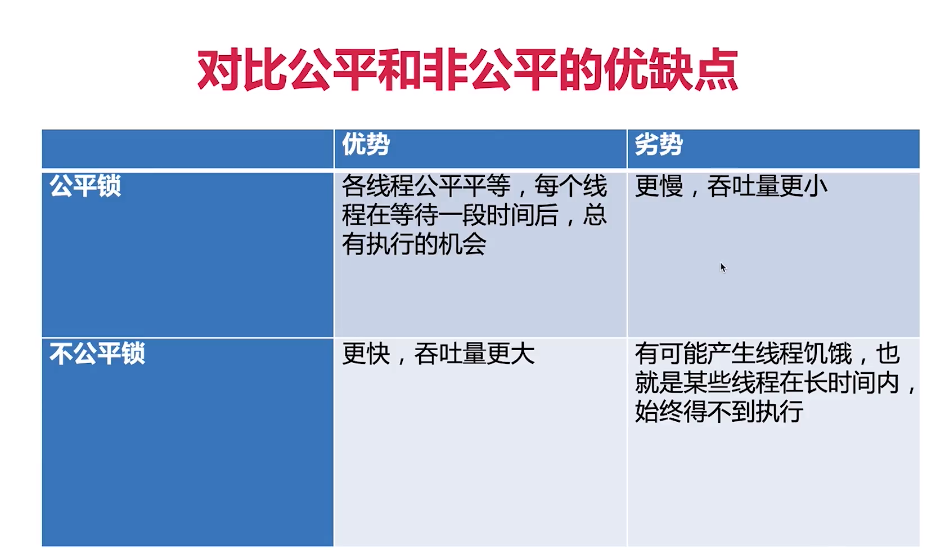 对比公平和非公平的优缺点
优势
劣势
公平锁
各线程公平平等，每个线
程在等待一段时间后，总
有执行的机会
更慢，吞吐量更小
不公平锁
更快，吞吐量更大
有可能产生线程饥饿，也
就是某些线程在长时间内，
始终得不到执行